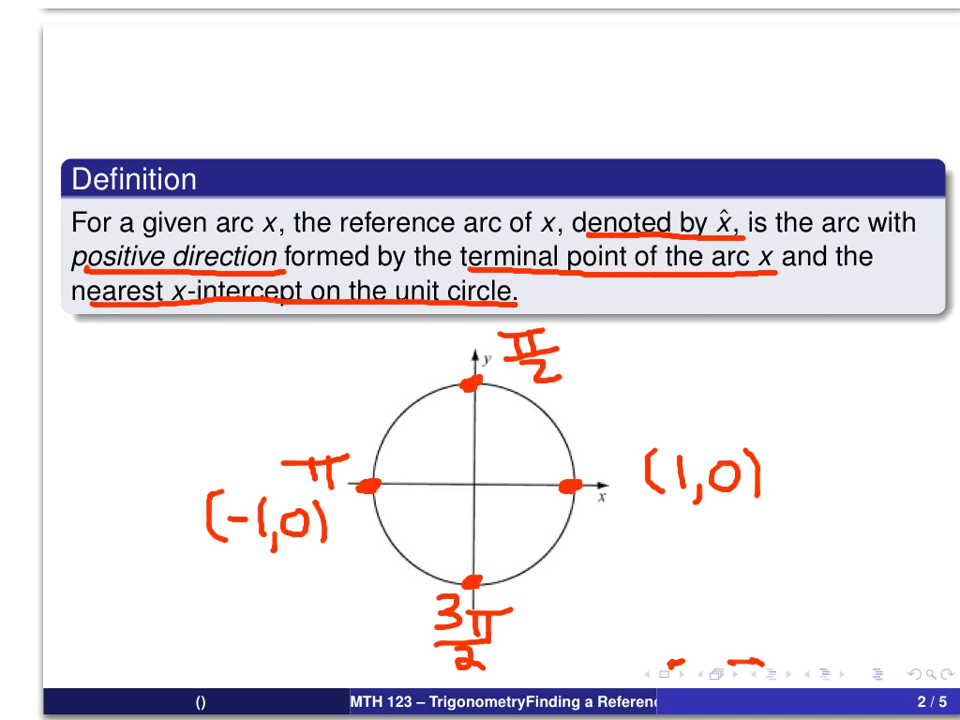 Definition
For a given arc x, the reference arc of x, denoted by x̂, is the arc with
positive direction formed by the terminal point of the arc x and the
nearest x-intercept on the unit circle.
π/2
y
π
(1,0)
x
(-1,0)
3π/2
() MTH 123 – TrigonometryFinding a Referenc 2 / 5